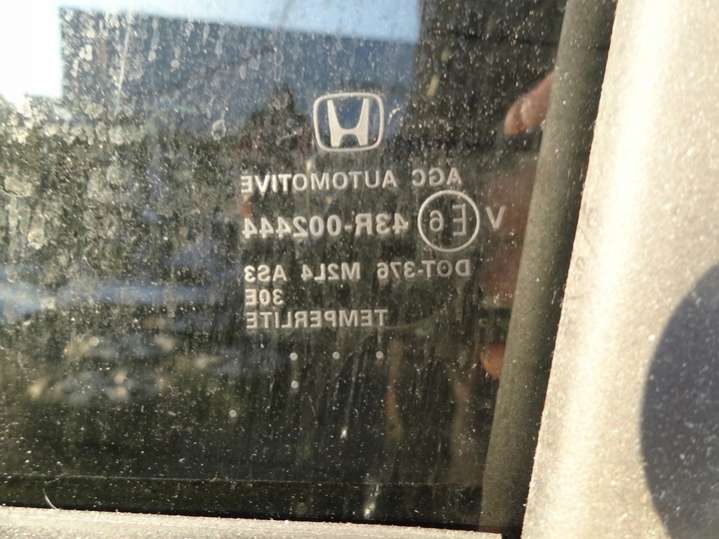 AGC AUTOMOTIVE
V E6 43R-002444
DOT-376 M2L4 AS3
30E
TEMPERLITE